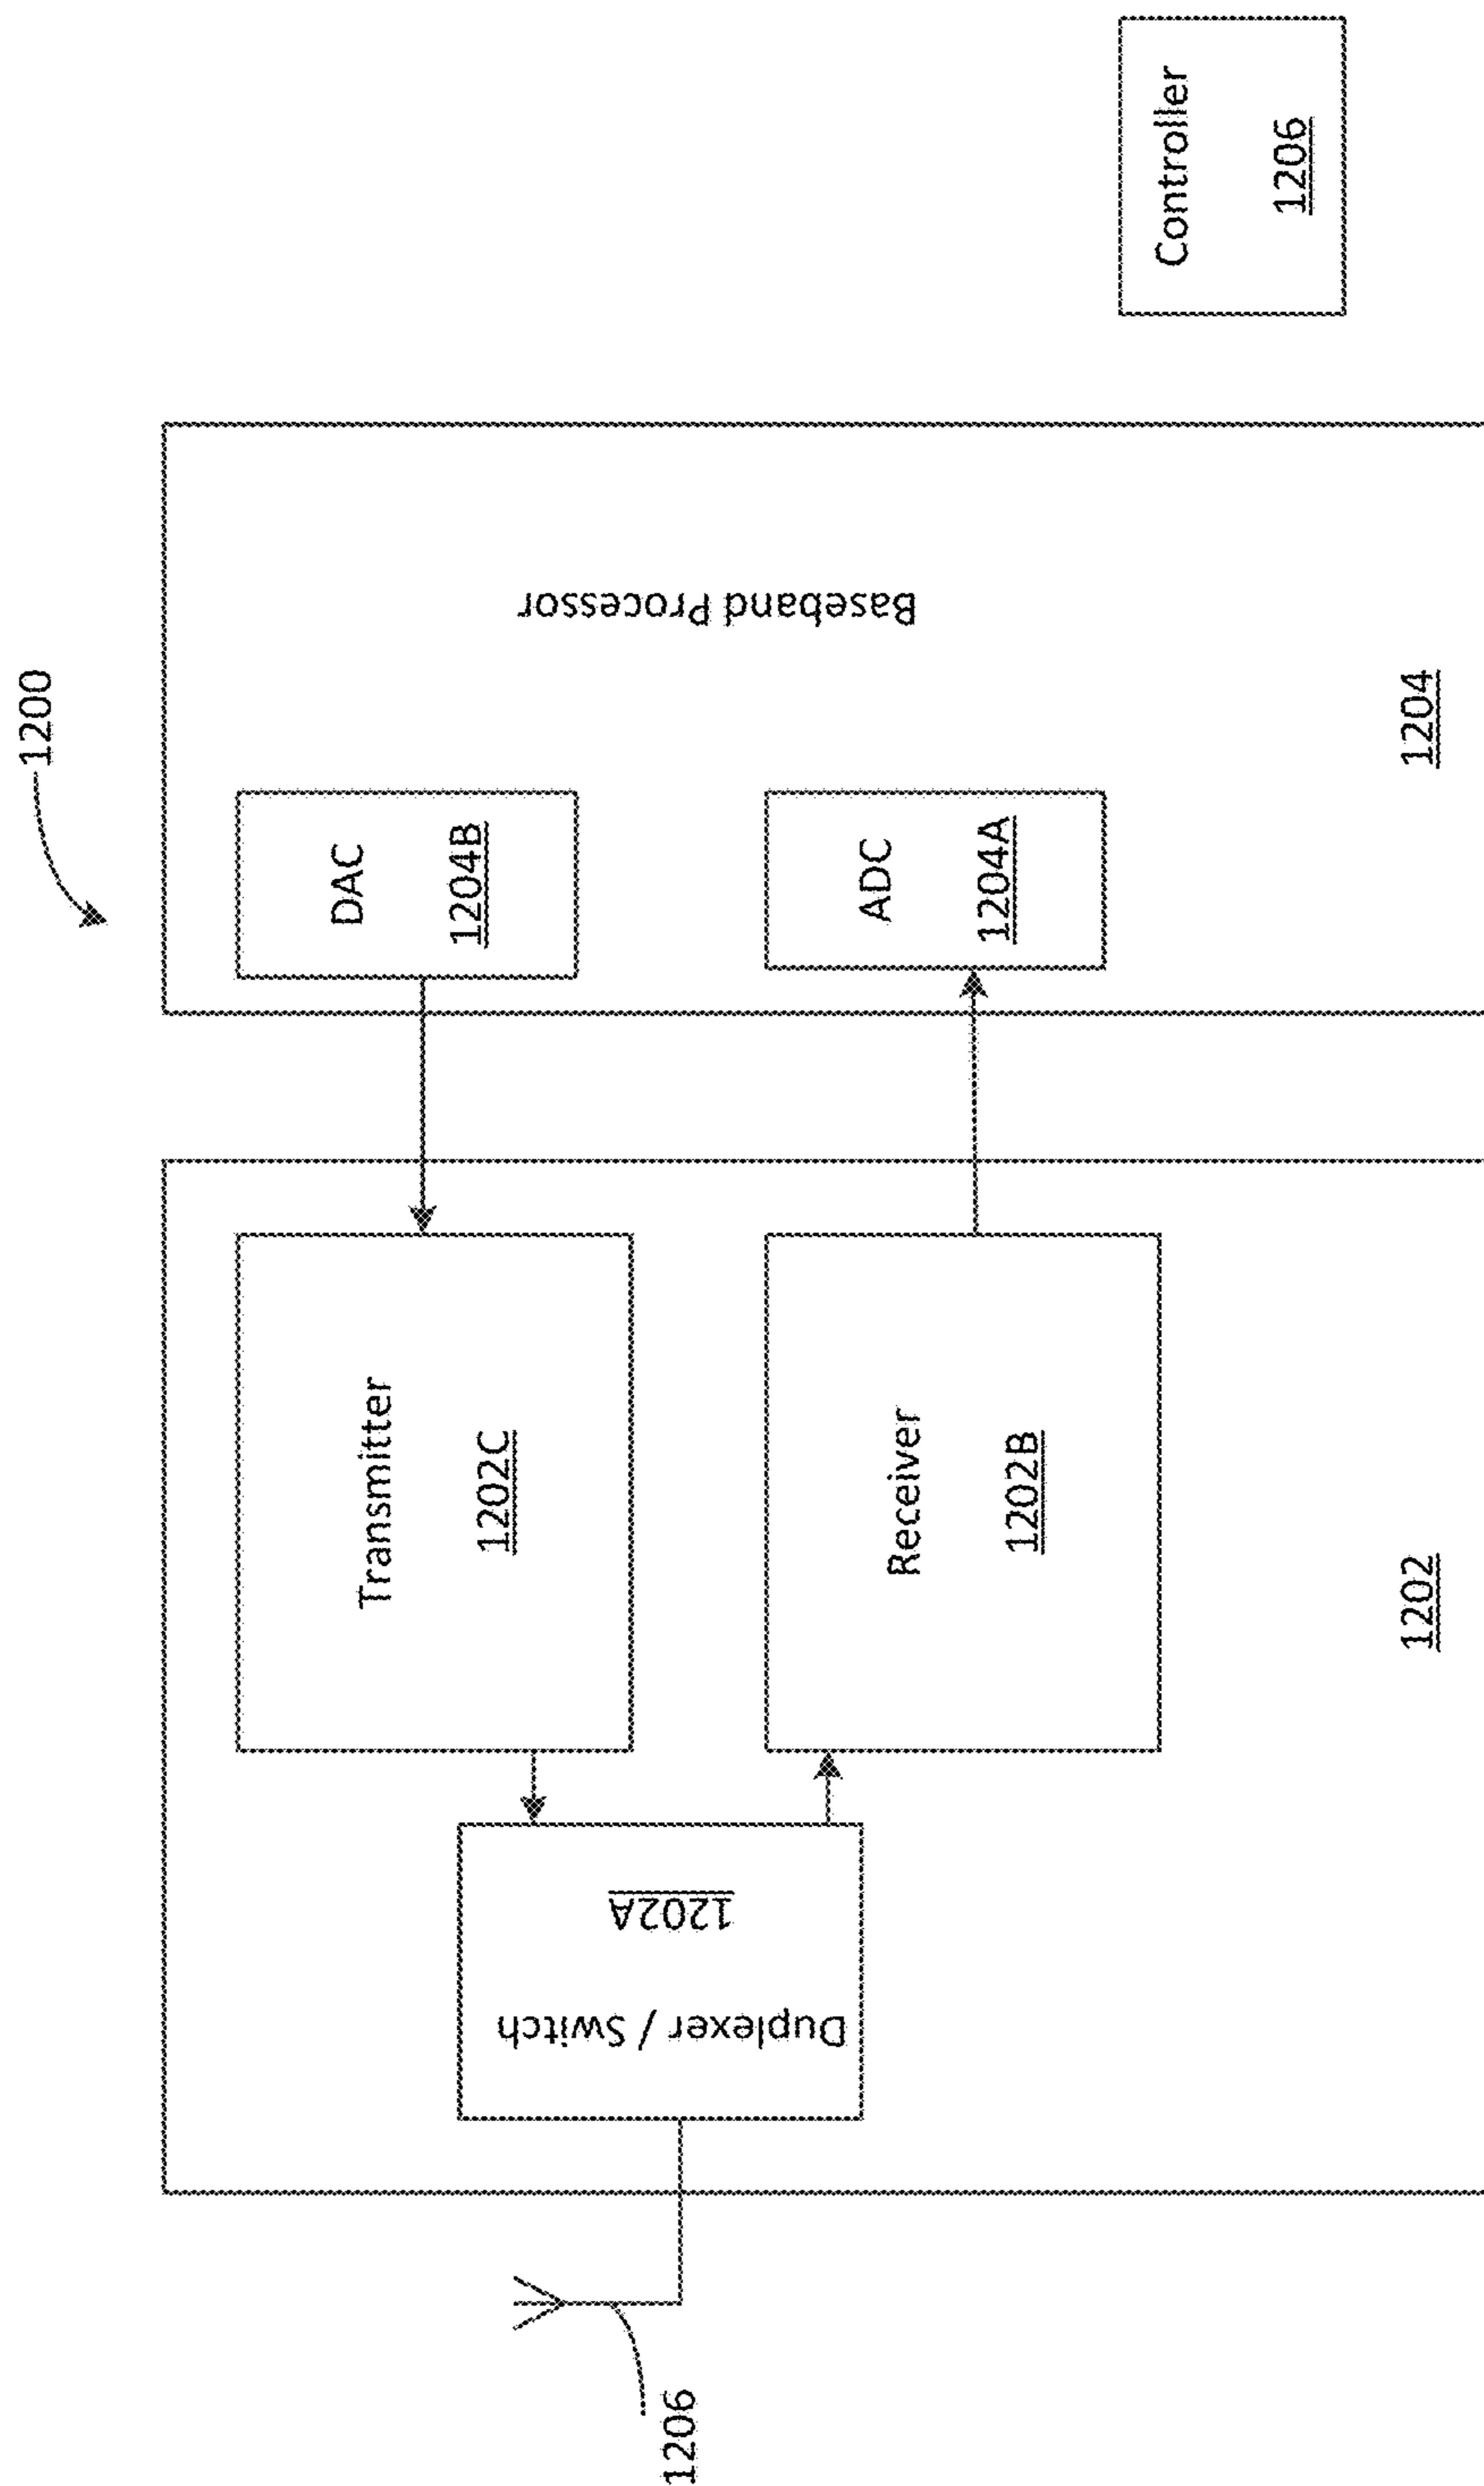 1200
Transmitter
1202C
Duplexer / Switch
1202A
Receiver
1202B
1202
1206
DAC
1204B
ADC
1204A
Baseband Processor
1204
Controller
1206